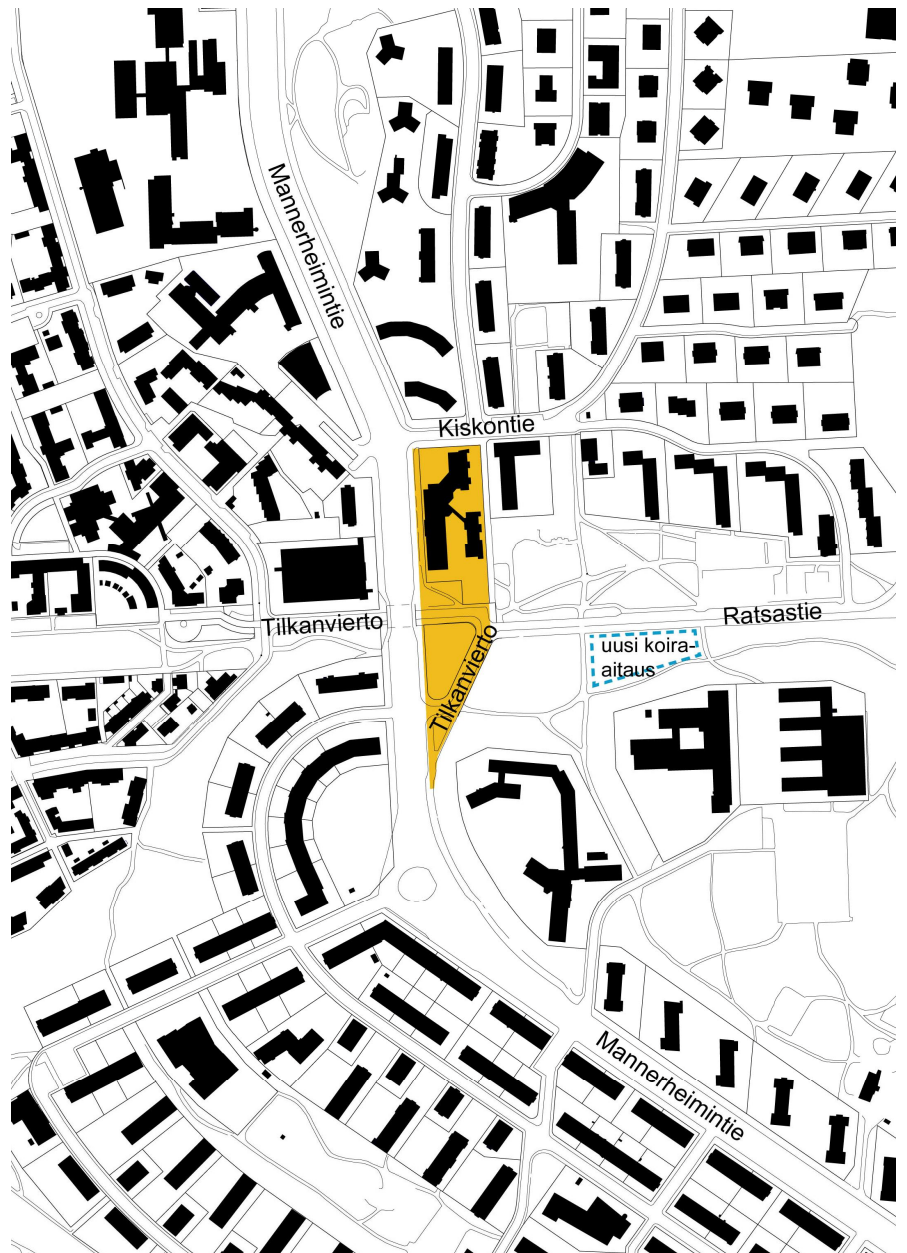 Mannerheimintie
Kiskontie
Tilkanvierto
Ratsastie
uusi koira-
aitaus
Tilkanvierto
Mannerheimintie